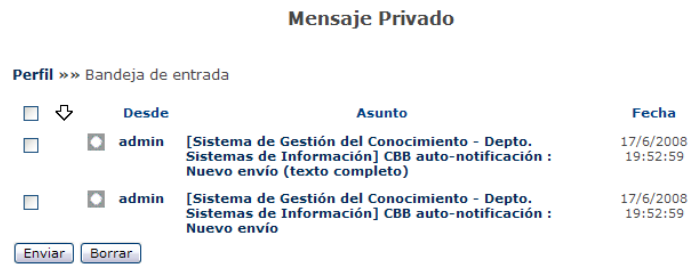 Mensaje Privado
Perfil »» Bandeja de entrada
Desde Asunto Fecha
admin [Sistema de Gestión del Conocimiento - Depto. 17/6/2008
Sistemas de Información] CBB auto-notificación : 19:52:59
Nuevo envío (texto completo)
admin [Sistema de Gestión del Conocimiento - Depto. 17/6/2008
Sistemas de Información] CBB auto-notificación : 19:52:59
Nuevo envío
Enviar Borrar